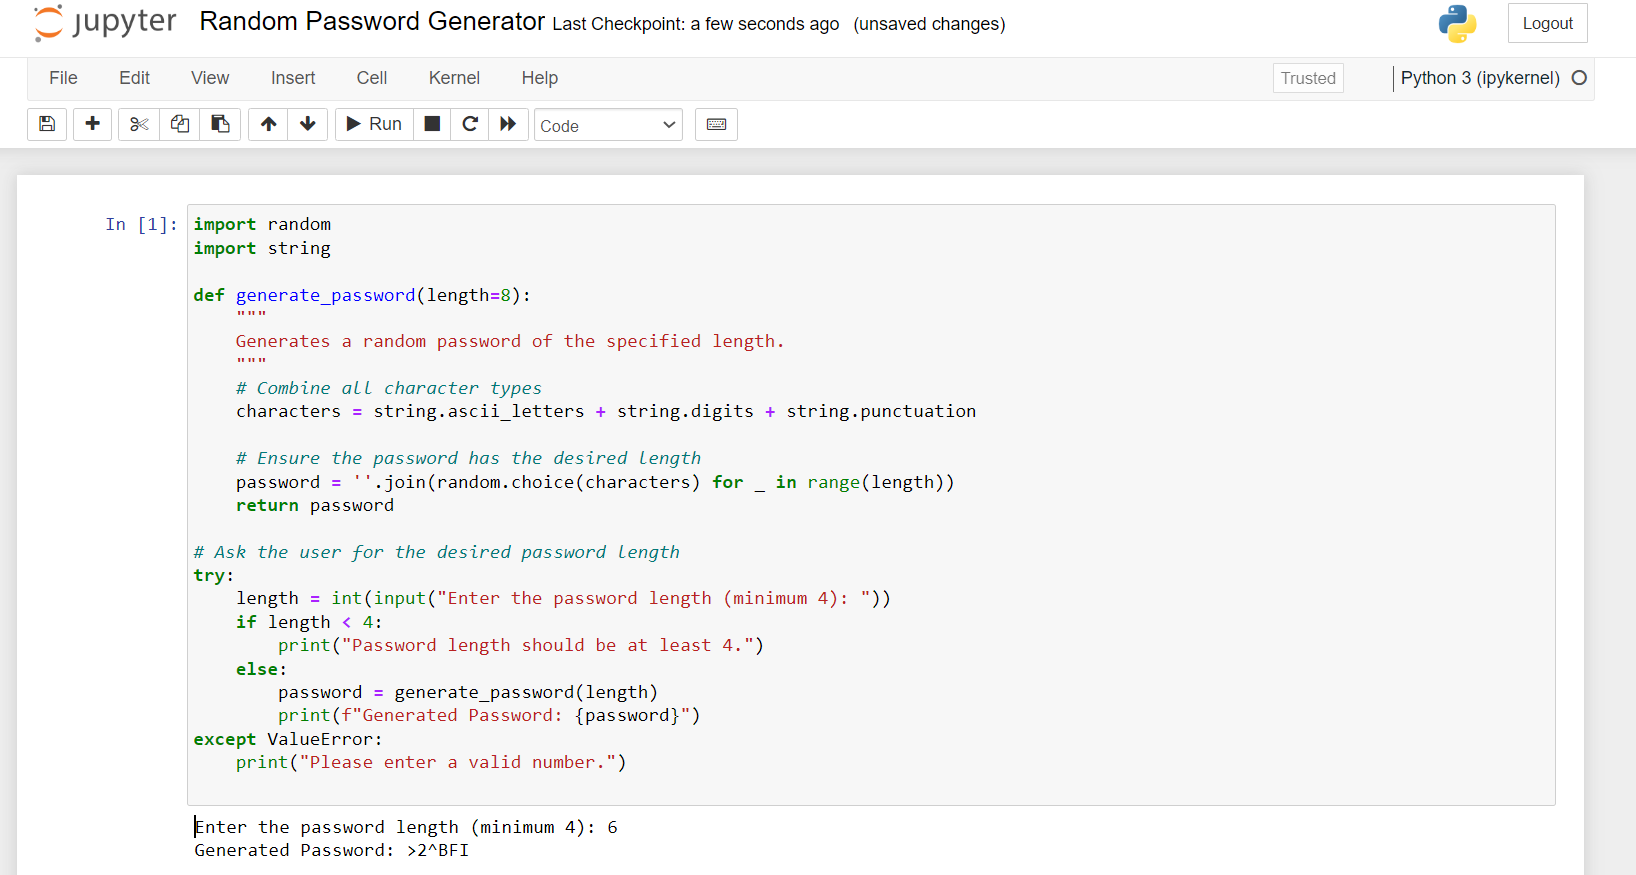 jupyter Random Password Generator Last Checkpoint: a few seconds ago (unsaved changes) Logout
File Edit View Insert Cell Kernel Help Trusted Python 3 (ipykernel)
Run Code
In [1]: import random
import string

def generate_password(length=8):
    """
    Generates a random password of the specified length.
    """
    # Combine all character types
    characters = string.ascii_letters + string.digits + string.punctuation

    # Ensure the password has the desired length
    password = ''.join(random.choice(characters) for _ in range(length))
    return password

# Ask the user for the desired password length
try:
    length = int(input("Enter the password length (minimum 4): "))
    if length < 4:
        print("Password length should be at least 4.")
    else:
        password = generate_password(length)
        print(f"Generated Password: {password}")
except ValueError:
    print("Please enter a valid number.")

Enter the password length (minimum 4): 6
Generated Password: >2^BFI